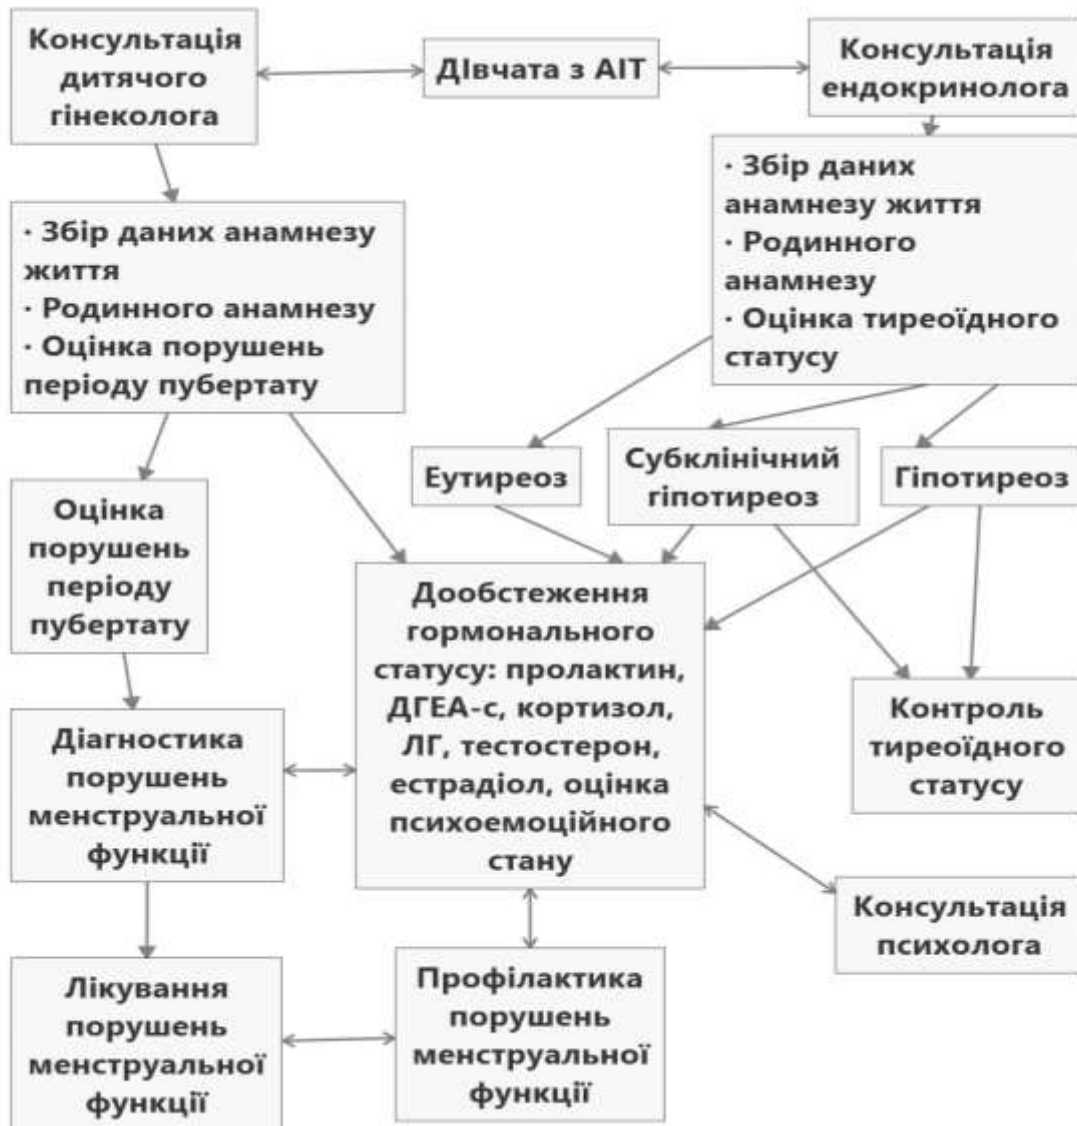 Консультація
дитячого
гінеколога
ДІвчата з АІТ
Консультація
ендокринолога
· Збір даних анамнезу
життя
· Родинного анамнезу
· Оцінка порушень
періоду пубертату
· Збір даних
анамнезу життя
· Родинного
анамнезу
· Оцінка тиреоїдного
статусу
Еутиреоз
Субклінічний
гіпотиреоз
Гіпотиреоз
Оцінка
порушень
періоду
пубертату
Дообстеження
гормонального
статусу: пролактин,
ДГЕА-с, кортизол,
ЛГ, тестостерон,
естрадіол, оцінка
психоемоційного
стану
Контроль
тиреоїдного
статусу
Діагностика
порушень
менструальної
функції
Консультація
психолога
Лікування
порушень
менструальної
функції
Профілактика
порушень
менструальної
функції